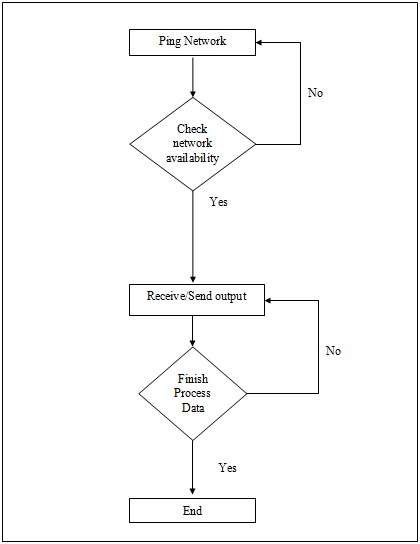 Ping Network
No
Check
network
availability
Yes
Receive/Send output
No
Finish
Process
Data
Yes
End